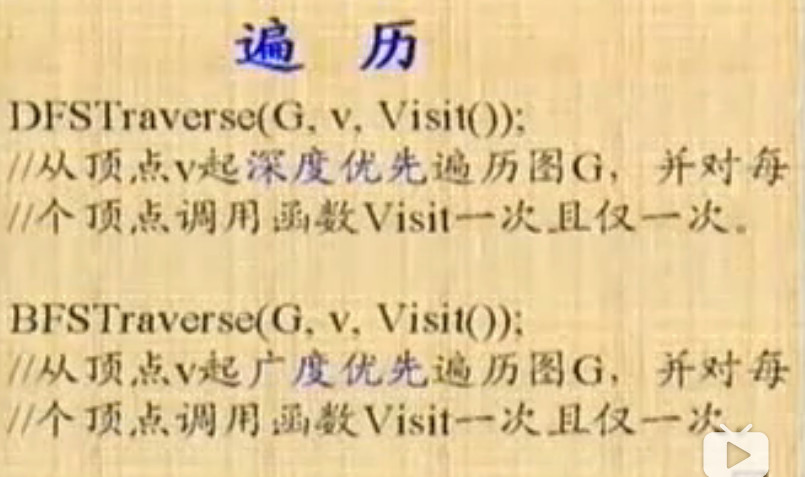 遍 历
DFSTraverse(G, v, Visit());
//从顶点v起深度优先遍历图G，并对每
//个顶点调用函数Visit一次且仅一次。
BFSTraverse(G, v, Visit());
//从顶点v起广度优先遍历图G，并对每
//个顶点调用函数Visit一次且仅一次